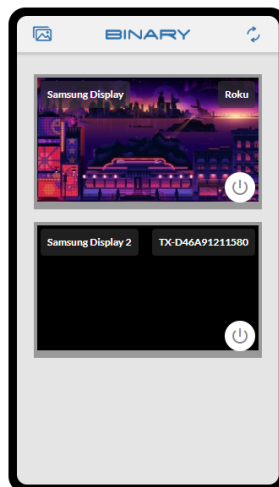 BINARY
Samsung Display
Roku
Samsung Display 2
TX-D46A91211580